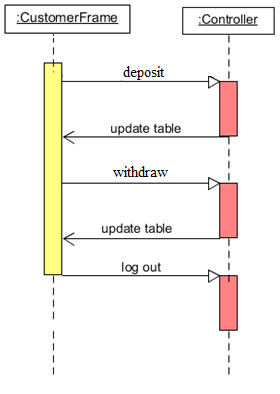 :CustomerFrame
:Controller
deposit
update table
withdraw
update table
log out